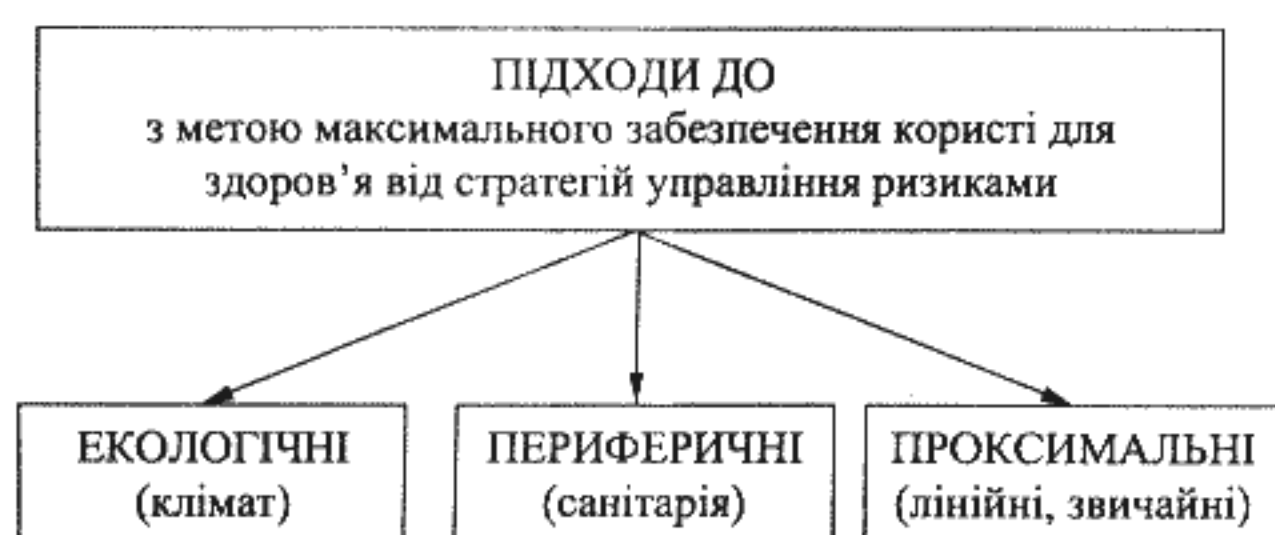 ПІДХОДИ ДО
з метою максимального забезпечення користі для
здоров’я від стратегій управління ризиками
ЕКОЛОГІЧНІ
(клімат)
ПЕРИФЕРИЧНІ
(санітарія)
ПРОКСИМАЛЬНІ
(лінійні, звичайні)